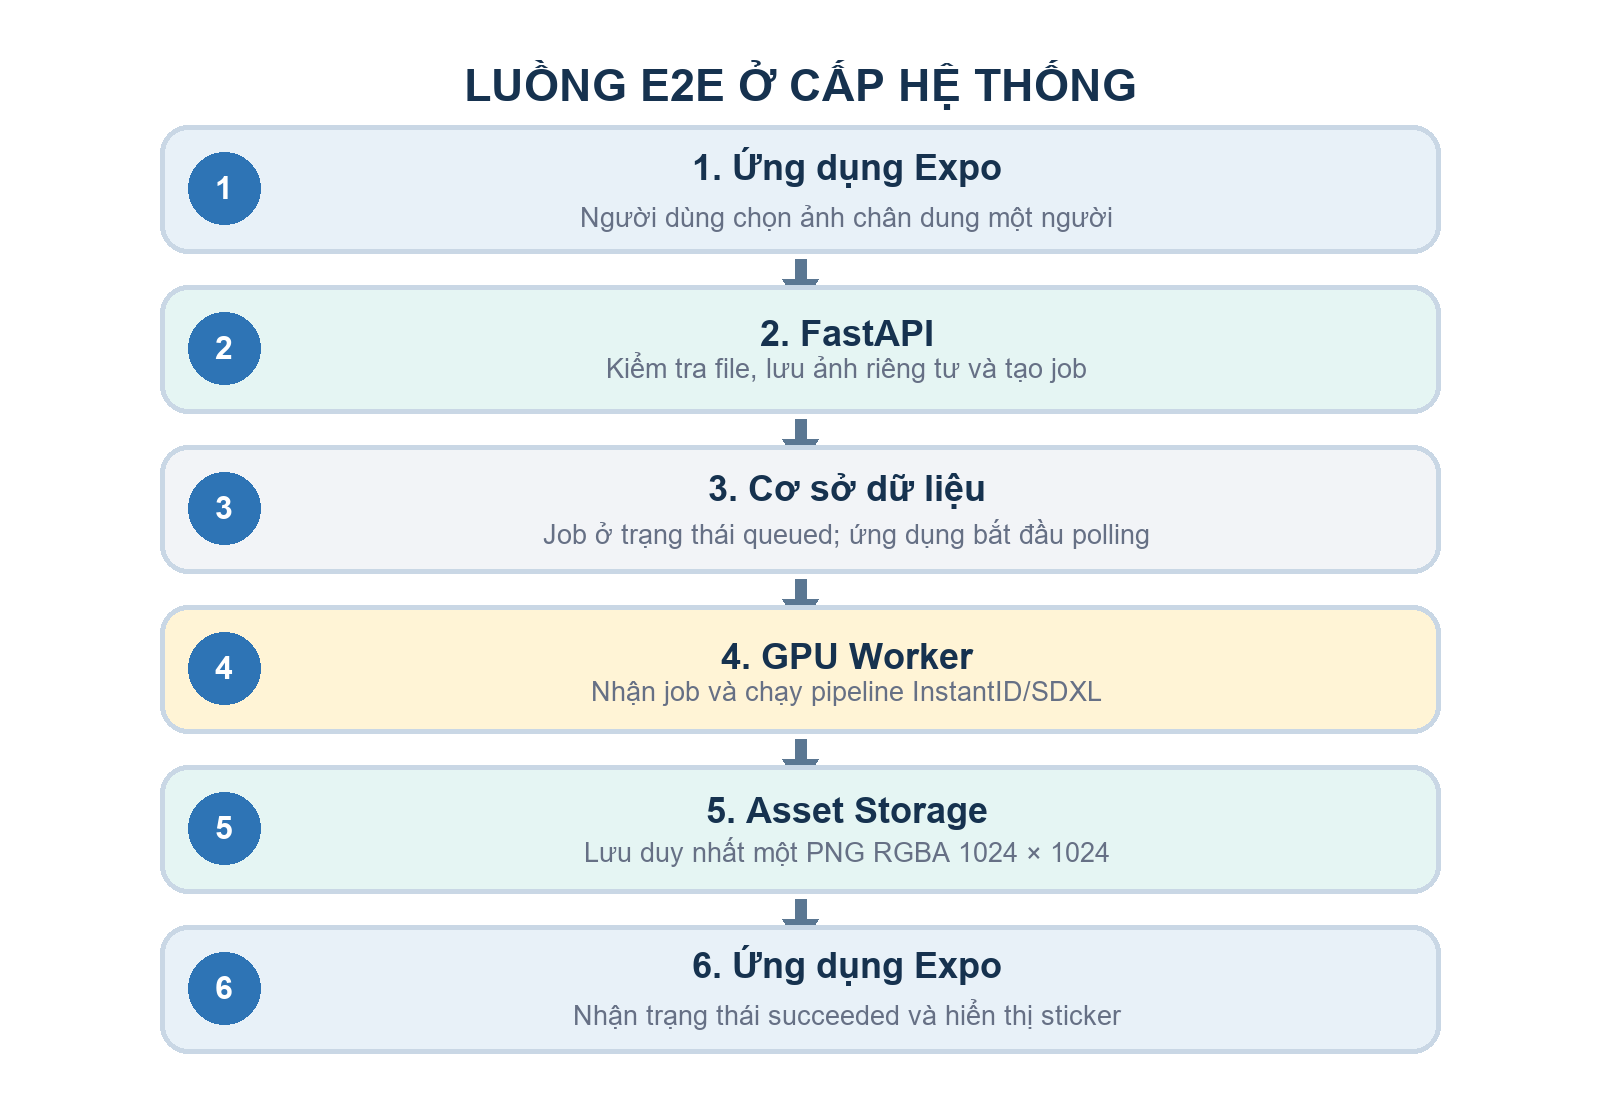 LUỒNG E2E Ở CẤP HỆ THỐNG
1
1. Ứng dụng Expo
Người dùng chọn ảnh chân dung một người
2
2. FastAPI
Kiểm tra file, lưu ảnh riêng tư và tạo job
3
3. Cơ sở dữ liệu
Job ở trạng thái queued; ứng dụng bắt đầu polling
4
4. GPU Worker
Nhận job và chạy pipeline InstantID/SDXL
5
5. Asset Storage
Lưu duy nhất một PNG RGBA 1024 × 1024
6
6. Ứng dụng Expo
Nhận trạng thái succeeded và hiển thị sticker